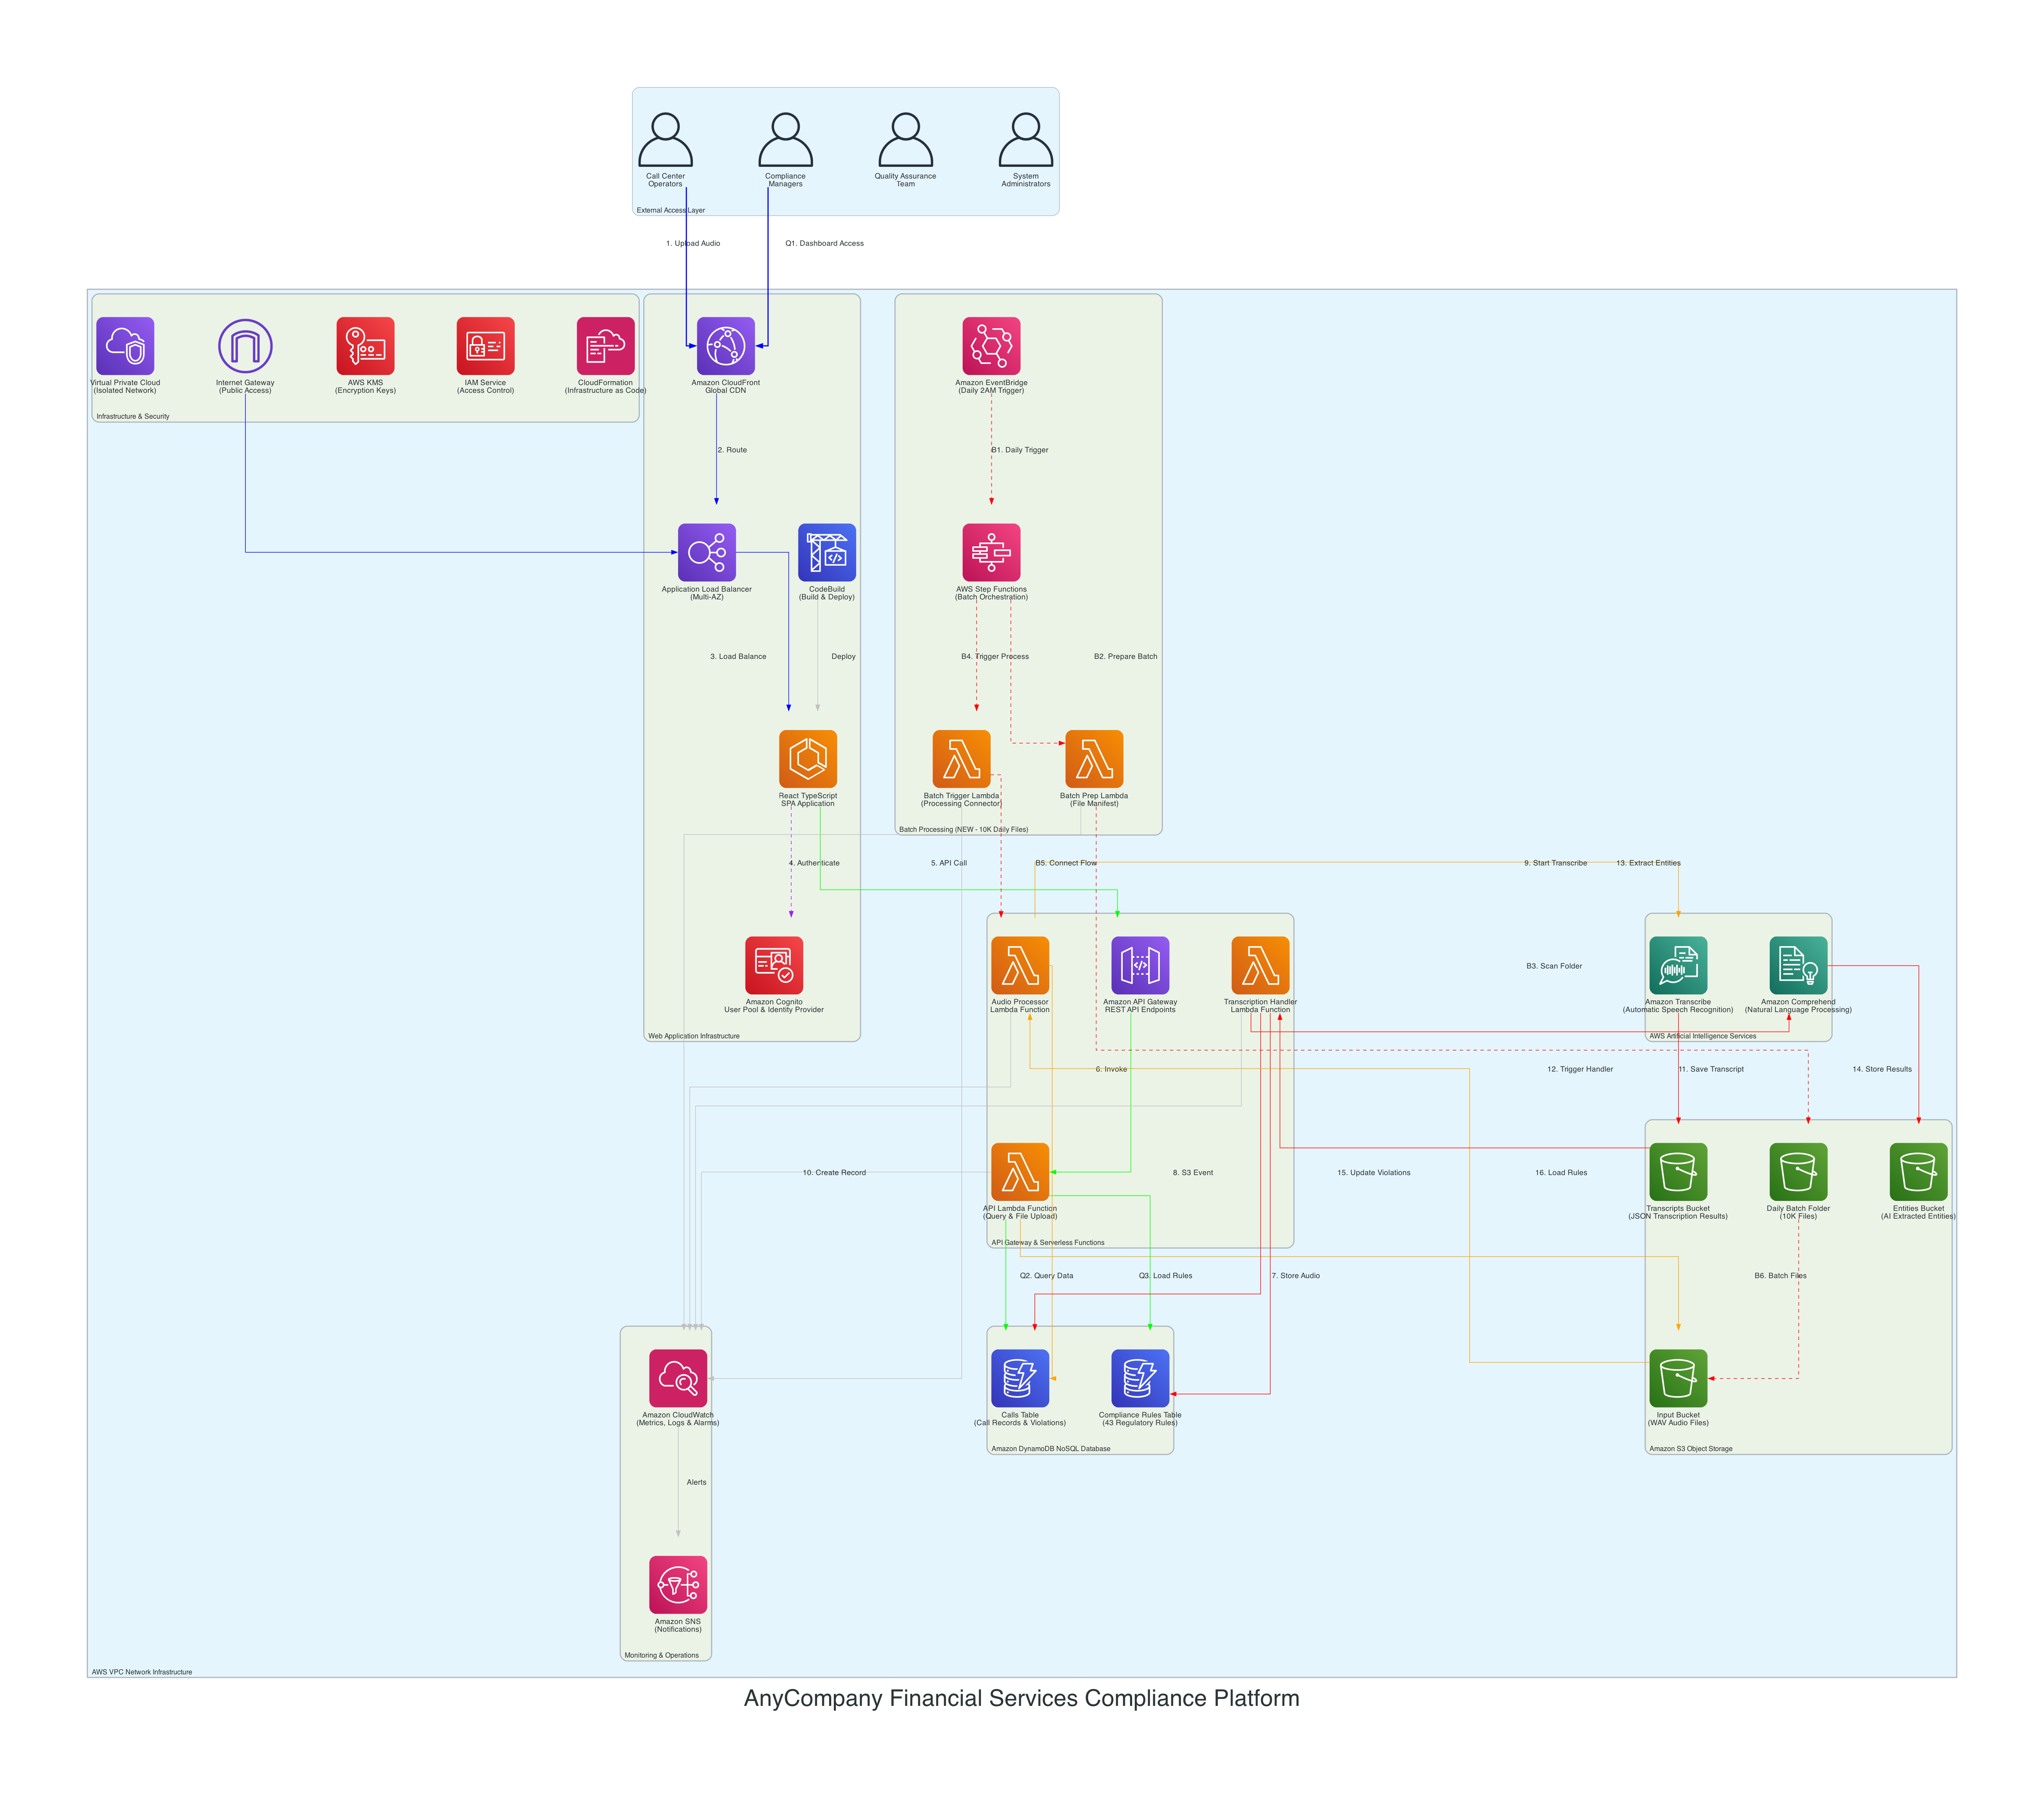 Call Center
Operators
Compliance
Managers
Quality Assurance
Team
System
Administrators
External Access Layer
1. Upload Audio
Q1. Dashboard Access
Virtual Private Cloud
(Isolated Network)
Internet Gateway
(Public Access)
AWS KMS
(Encryption Keys)
IAM Service
(Access Control)
CloudFormation
(Infrastructure as Code)
Infrastructure & Security
Amazon CloudFront
Global CDN
Amazon EventBridge
(Daily 2AM Trigger)
2. Route
B1. Daily Trigger
Application Load Balancer
(Multi-AZ)
CodeBuild
(Build & Deploy)
AWS Step Functions
(Batch Orchestration)
3. Load Balance
Deploy
B4. Trigger Process
B2. Prepare Batch
React TypeScript
SPA Application
Batch Trigger Lambda
(Processing Connector)
Batch Prep Lambda
(File Manifest)
Batch Processing (NEW - 10K Daily Files)
4. Authenticate
5. API Call
B5. Connect Flow
9. Start Transcribe
13. Extract Entities
Amazon Cognito
User Pool & Identity Provider
Web Application Infrastructure
Audio Processor
Lambda Function
Amazon API Gateway
REST API Endpoints
Transcription Handler
Lambda Function
B3. Scan Folder
Amazon Transcribe
(Automatic Speech Recognition)
Amazon Comprehend
(Natural Language Processing)
AWS Artificial Intelligence Services
6. Invoke
12. Trigger Handler
11. Save Transcript
14. Store Results
10. Create Record
API Lambda Function
(Query & File Upload)
8. S3 Event
15. Update Violations
16. Load Rules
API Gateway & Serverless Functions
Transcripts Bucket
(JSON Transcription Results)
Daily Batch Folder
(10K Files)
Entities Bucket
(AI Extracted Entities)
Q2. Query Data
Q3. Load Rules
7. Store Audio
B6. Batch Files
Amazon CloudWatch
(Metrics, Logs & Alarms)
Calls Table
(Call Records & Violations)
Compliance Rules Table
(43 Regulatory Rules)
Amazon DynamoDB NoSQL Database
Input Bucket
(WAV Audio Files)
Amazon S3 Object Storage
Alerts
Amazon SNS
(Notifications)
Monitoring & Operations
AWS VPC Network Infrastructure
AnyCompany Financial Services Compliance Platform